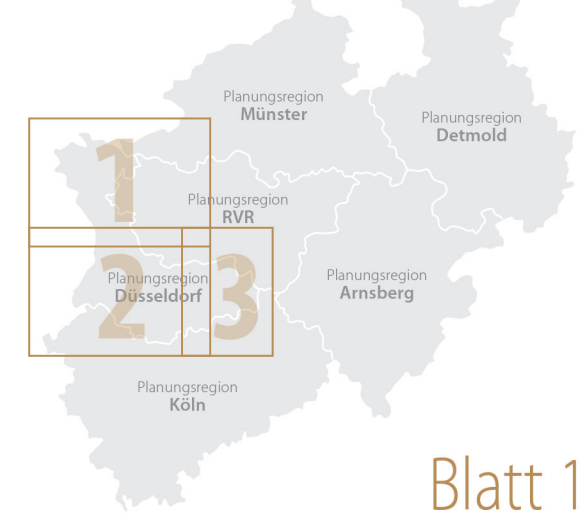 Planungsregion
Münster
Planungsregion
Detmold
1
Planungsregion
RVR
Planungsregion
Düsseldorf
2
3
Planungsregion
Arnsberg
Planungsregion
Köln
Blatt 1